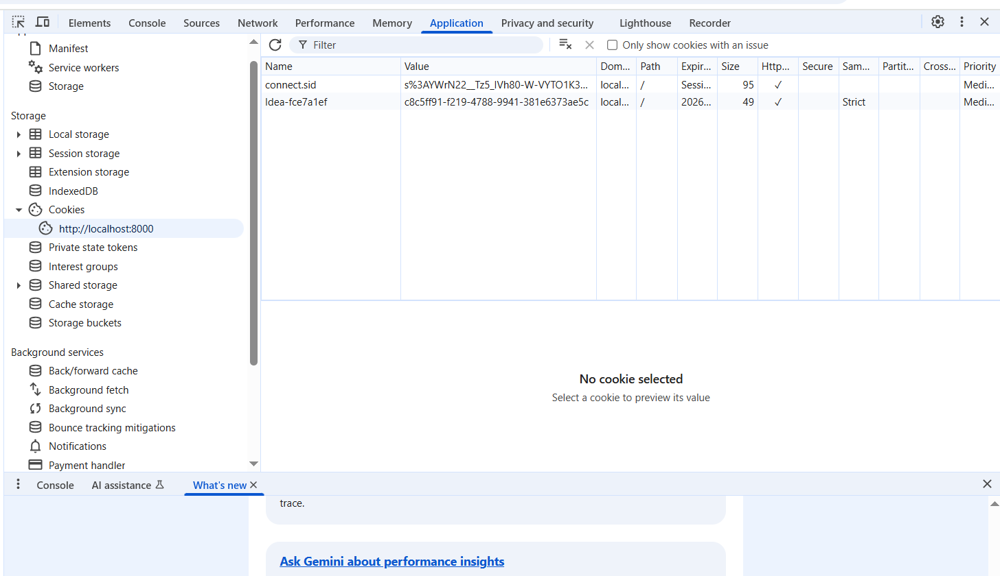 Elements Console Sources Network Performance Memory Application Privacy and security Lighthouse Recorder
Manifest
Service workers
Storage
Storage
Local storage
Session storage
Extension storage
IndexedDB
Cookies
http://localhost:8000
Private state tokens
Interest groups
Shared storage
Cache storage
Storage buckets
Background services
Back/forward cache
Background fetch
Background sync
Bounce tracking mitigations
Notifications
Payment handler
Filter Only show cookies with an issue
Name Value Dom... Path Expir... Size Http... Secure Sam... Partit... Cross... Priority
connect.sid s%3AYWrN22__Tz5_lVh80-W-VYTO1K3... local... / Sessi... 95 ✓ Medi...
Idea-fce7a1ef c8c5ff91-f219-4788-9941-381e6373ae5c local... / 2026... 49 ✓ Strict Medi...
No cookie selected
Select a cookie to preview its value
Console AI assistance What's new
trace.
Ask Gemini about performance insights